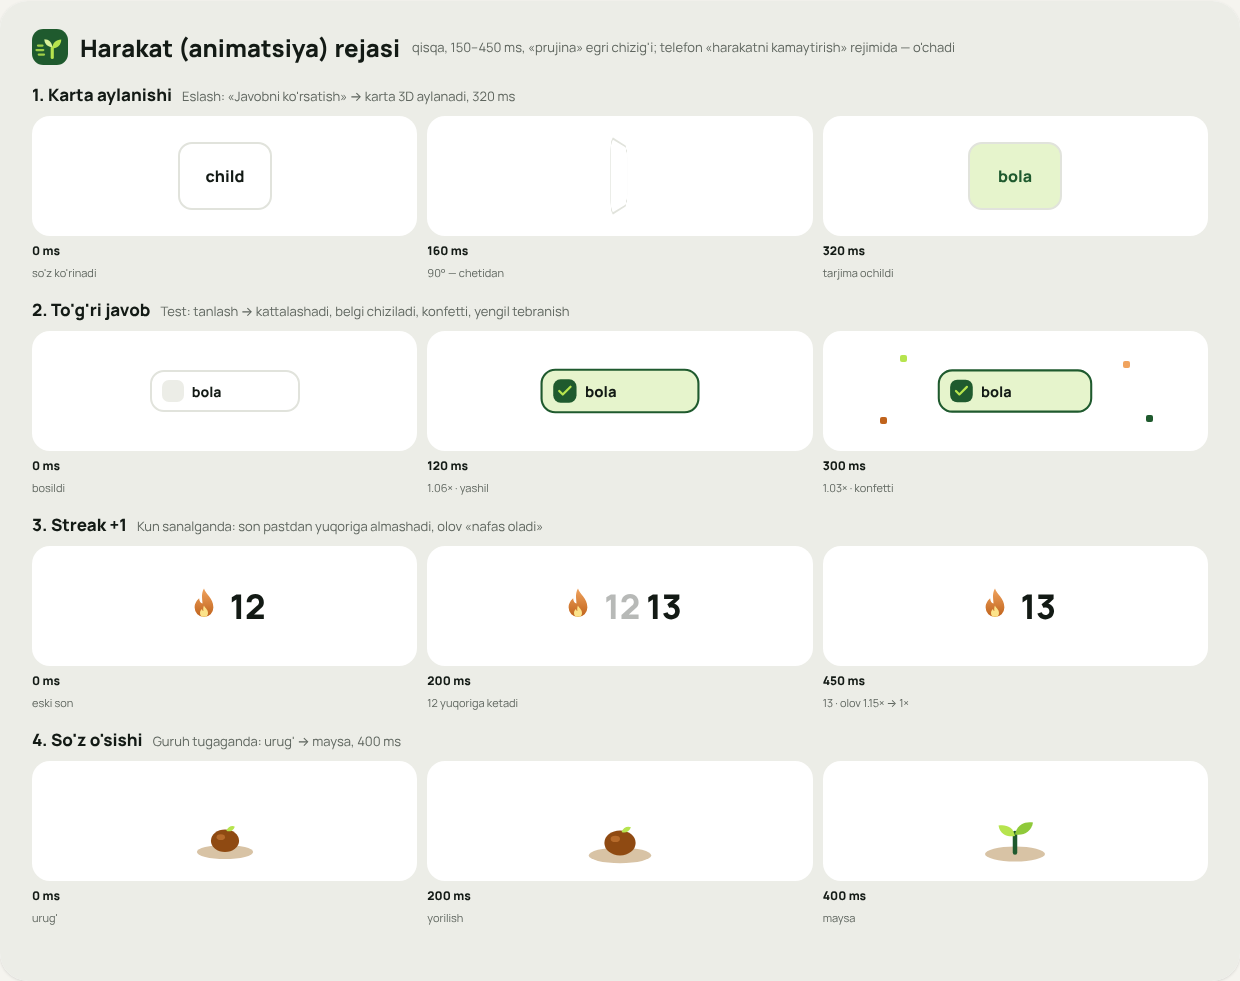 Harakat (animatsiya) rejasi qisqa, 150–450 ms, «prujina» egri chizig'i; telefon «harakatni kamaytirish» rejimida — o'chadi
1. Karta aylanishi Eslash: «Javobni ko'rsatish» → karta 3D aylanadi, 320 ms
child
bola
0 ms
160 ms
320 ms
so'z ko'rinadi
90° — chetidan
tarjima ochildi
2. To'g'ri javob Test: tanlash → kattalashadi, belgi chiziladi, konfetti, yengil tebranish
bola
bola
bola
0 ms
120 ms
300 ms
bosildi
1.06× · yashil
1.03× · konfetti
3. Streak +1 Kun sanalganda: son pastdan yuqoriga almashadi, olov «nafas oladi»
12
12 13
13
0 ms
200 ms
450 ms
eski son
12 yuqoriga ketadi
13 · olov 1.15× → 1×
4. So'z o'sishi Guruh tugaganda: urug' → maysa, 400 ms
0 ms
200 ms
400 ms
urug'
yorilish
maysa